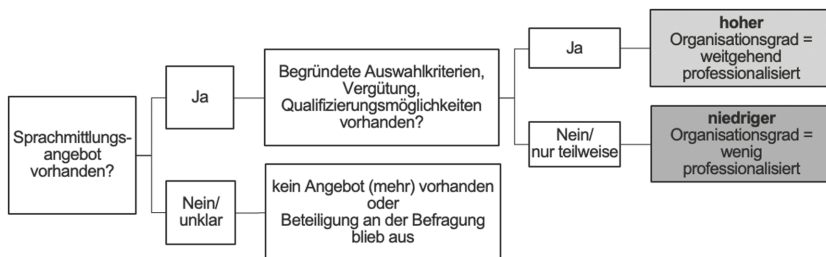 Sprachmittlungs-
angebot
vorhanden?
Ja
Begründete Auswahlkriterien,
Vergütung,
Qualifizierungsmöglichkeiten
vorhanden?
Ja
hoher
Organisationsgrad =
weitgehend
professionalisiert
Nein/
nur teilweise
niedriger
Organisationsgrad =
wenig
professionalisiert
Nein/
unklar
kein Angebot (mehr) vorhanden
oder
Beteiligung an der Befragung
blieb aus